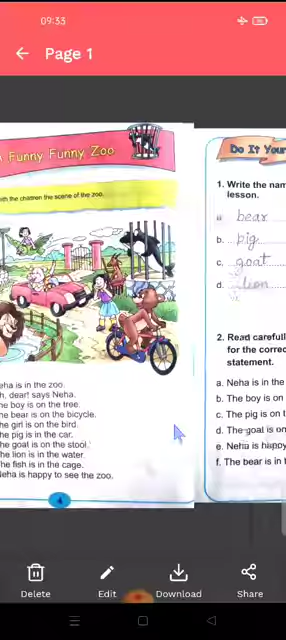 09:33
Page 1
Funny Funny Zoo
ith the children the scene of the zoo.
eha is in the zoo.
h, dear! says Neha.
he boy is on the tree.
he bear is on the bicycle.
he girl is on the bird.
he pig is in the car.
he goat is on the stool.
he lion is in the water.
he fish is in the cage.
Neha is happy to see the zoo.
4
Do It Your
1. Write the nam
lesson.
a bear
b. pig
c. goat
d. lion
2. Read carefull
for the correc
statement.
a. Neha is in the
b. The boy is on
c. The pig is on t
d. The goat is on
e. Neha is happy
f. The bear is in t
Delete Edit Download Share